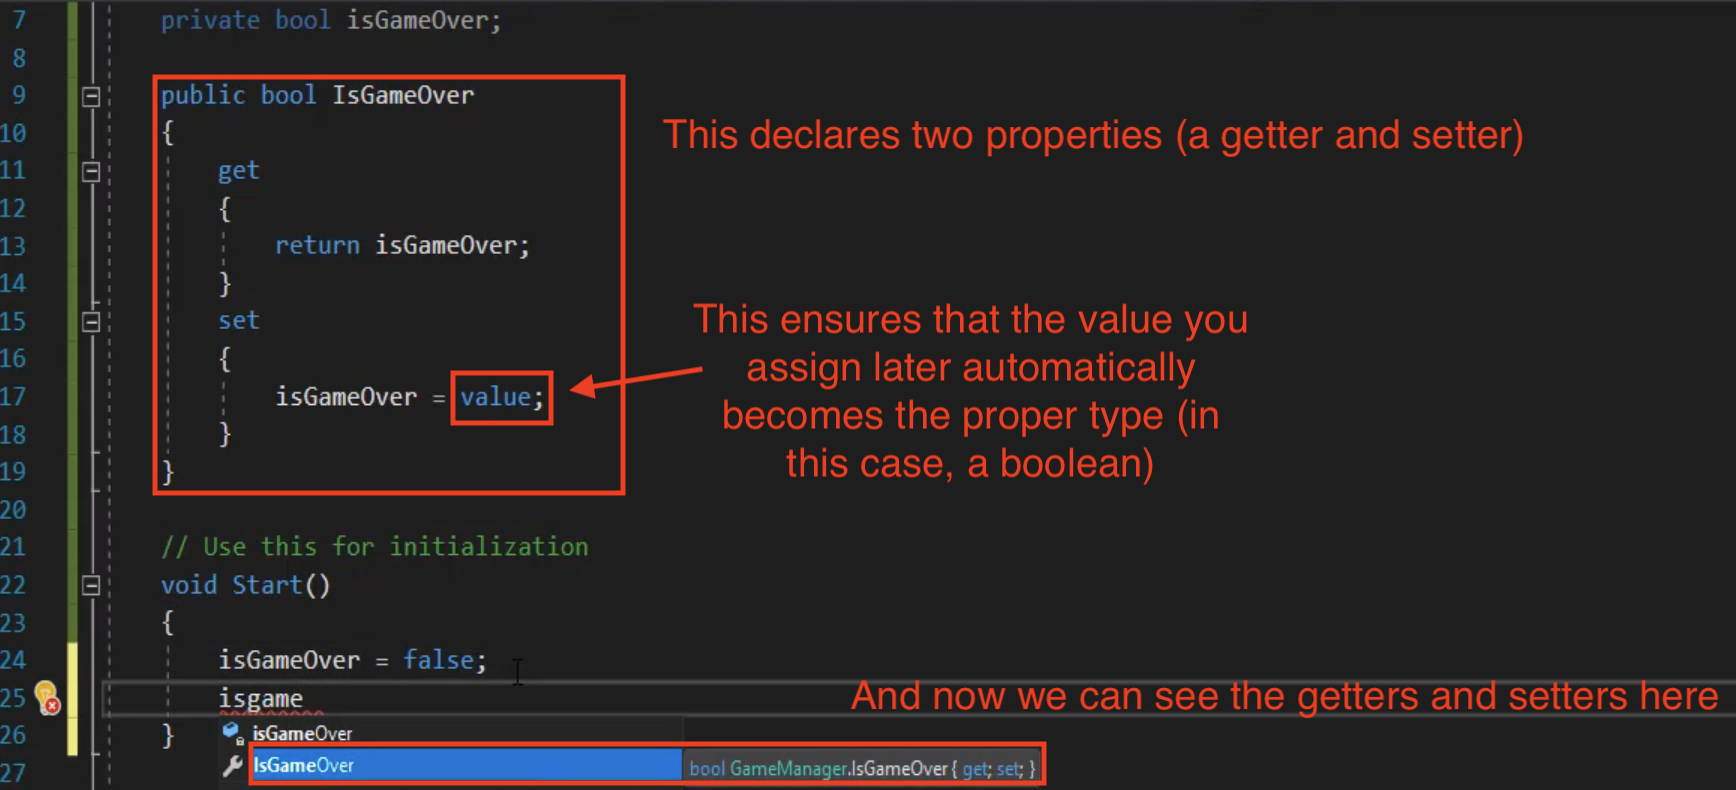 7 private bool isGameOver;
8
9 public bool IsGameOver
10 {
This declares two properties (a getter and setter)
11 get
12 {
13 return isGameOver;
14 }
15 set
This ensures that the value you
assign later automatically
becomes the proper type (in
this case, a boolean)
16 {
17 isGameOver = value;
18 }
19 }
20
21 // Use this for initialization
22 void Start()
23 {
24 isGameOver = false;
25 isgame
And now we can see the getters and setters here
26 }
isGameOver
IsGameOver bool GameManager.IsGameOver { get; set; }
27